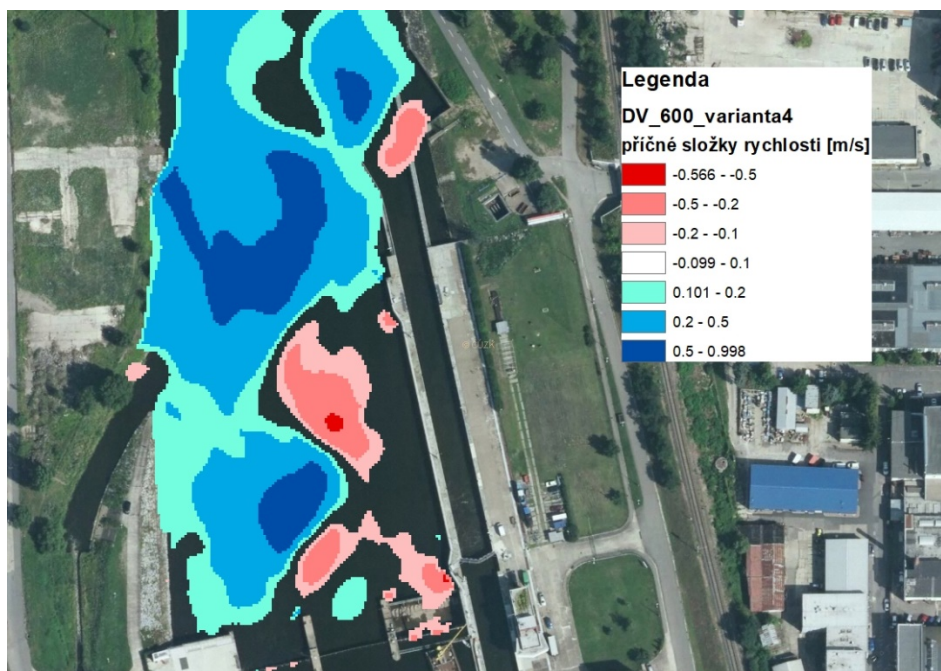 Legenda
DV_600_varianta4
příčné složky rychlosti [m/s]
-0.566 - -0.5
-0.5 - -0.2
-0.2 - -0.1
-0.099 - 0.1
0.101 - 0.2
0.2 - 0.5
0.5 - 0.998